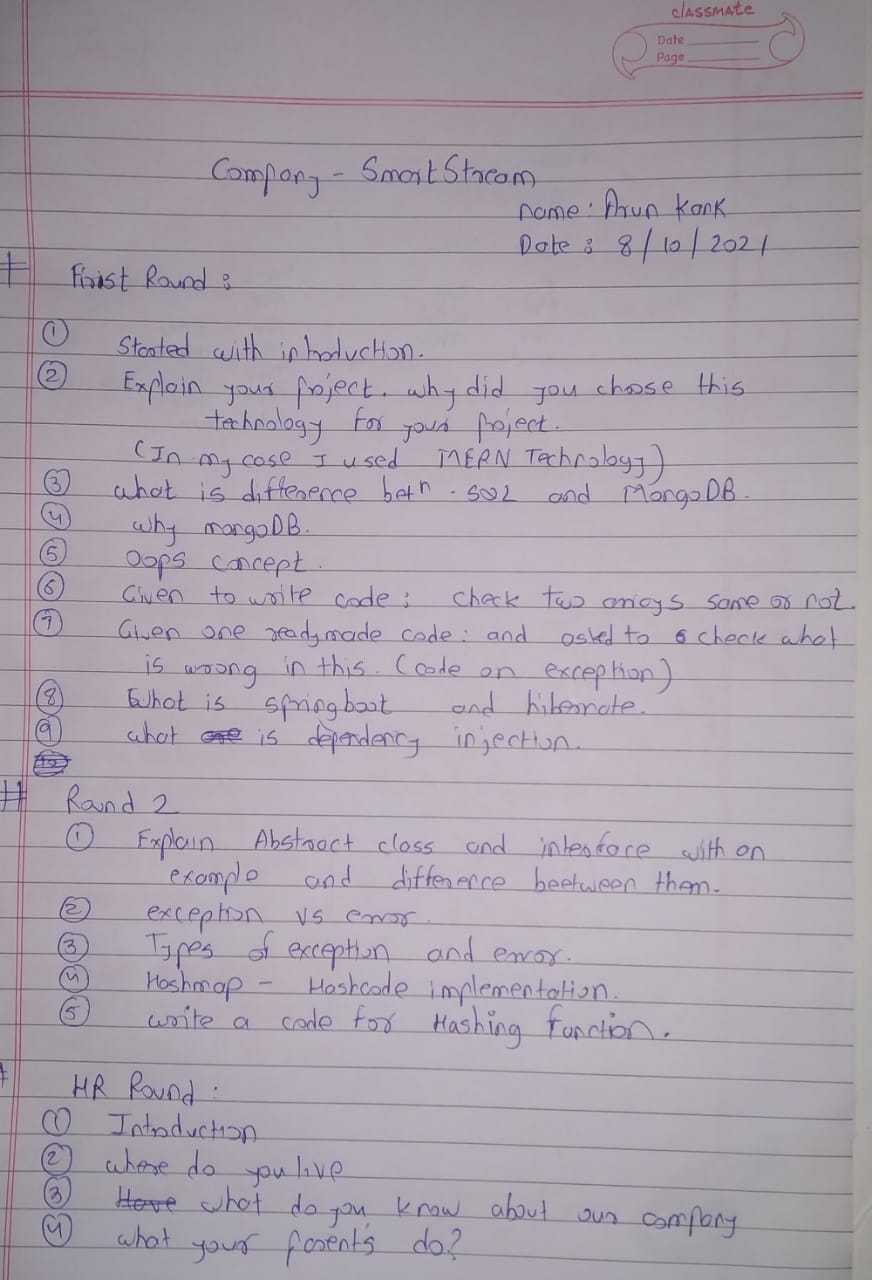 classmate
Date
Page
Company - SmartStream
name: Arun Kank
Date : 8/10/2021
# First Round :
① Started with introduction.
② Explain your project. why did you choose this
technology for your project.
(In my case I used MERN Technology)
③ what is difference betn. SQL and MongoDB.
④ why mongoDB.
⑤ Oops concept.
⑥ Given to write code : check two arrays same or not.
⑦ Given one readymade code : and asked to check what
is wrong in this. (code on exception)
⑧ What is springboot and hibernate.
⑨ what is dependency injection.
# Round 2
① Explain Abstract class and interface with an
example and difference beetween them.
② exception vs error.
③ Types of exception and error.
④ Hashmap - Hashcode implementation.
⑤ write a code for Hashing function.
# HR Round :
① Introduction
② where do you live
③ Have what do you know about our company
④ what your parent's do?